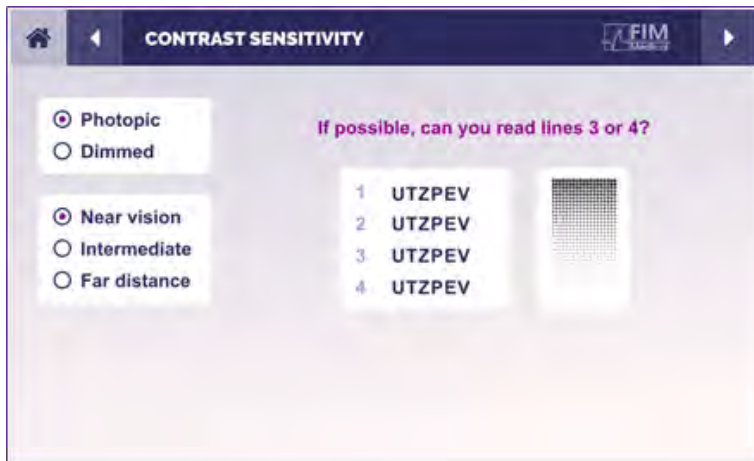 CONTRAST SENSITIVITY
FIM
Medical
Photopic
Dimmed
Near vision
Intermediate
Far distance
If possible, can you read lines 3 or 4?
1 UTZPEV
2 UTZPEV
3 UTZPEV
4 UTZPEV